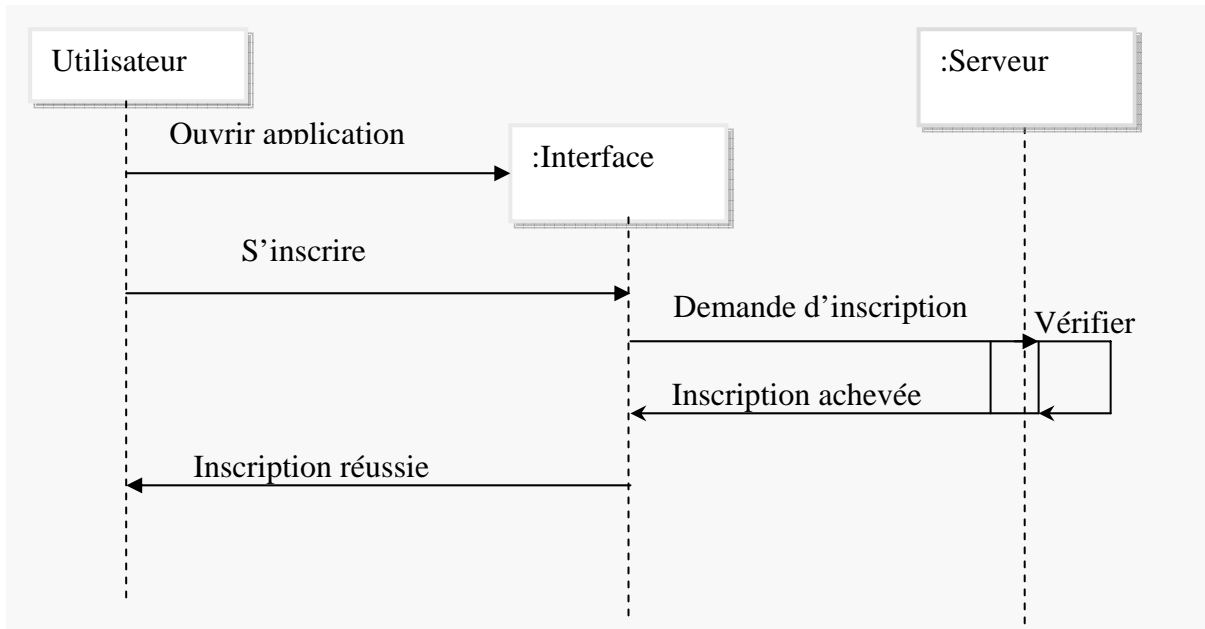 Utilisateur
:Serveur
Ouvrir application
:Interface
S’inscrire
Demande d’inscription
Vérifier
Inscription achevée
Inscription réussie